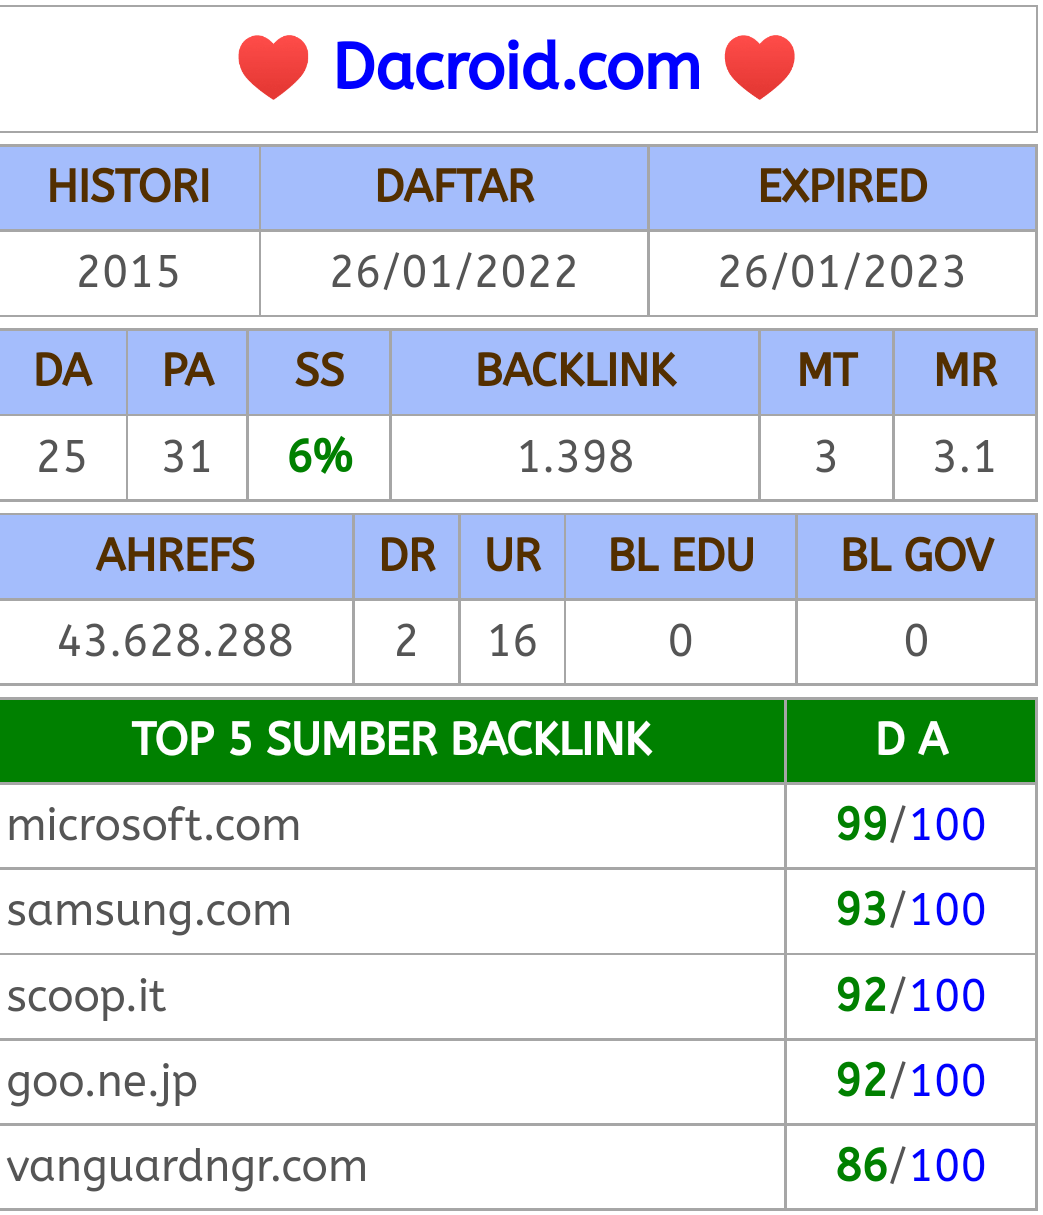 Dacroid.com
HISTORI DAFTAR EXPIRED
2015 26/01/2022 26/01/2023
DA PA SS BACKLINK MT MR
25 31 6% 1.398 3 3.1
AHREFS DR UR BL EDU BL GOV
43.628.288 2 16 0 0
TOP 5 SUMBER BACKLINK D A
microsoft.com 99/100
samsung.com 93/100
scoop.it 92/100
goo.ne.jp 92/100
vanguardngr.com 86/100